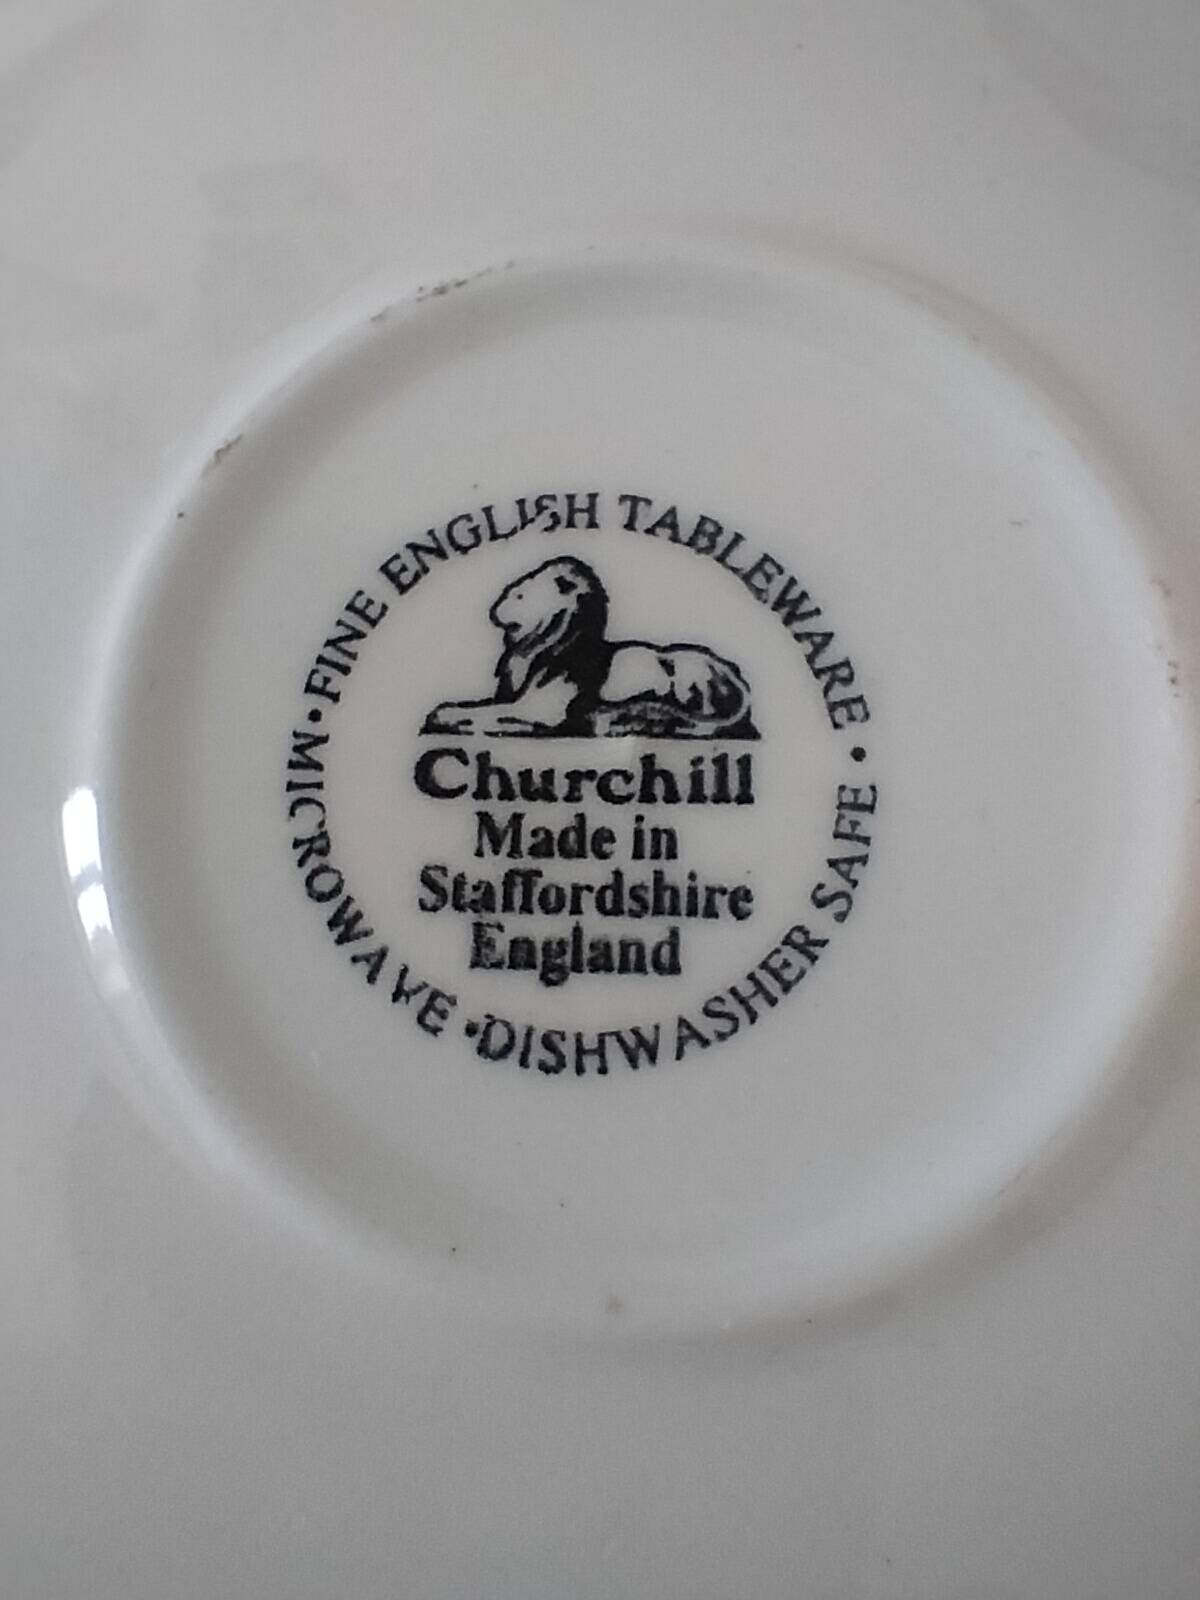 • FINE ENGLISH TABLEWARE •
Churchill
Made in
Staffordshire
England
MICROWAVE • DISHWASHER SAFE